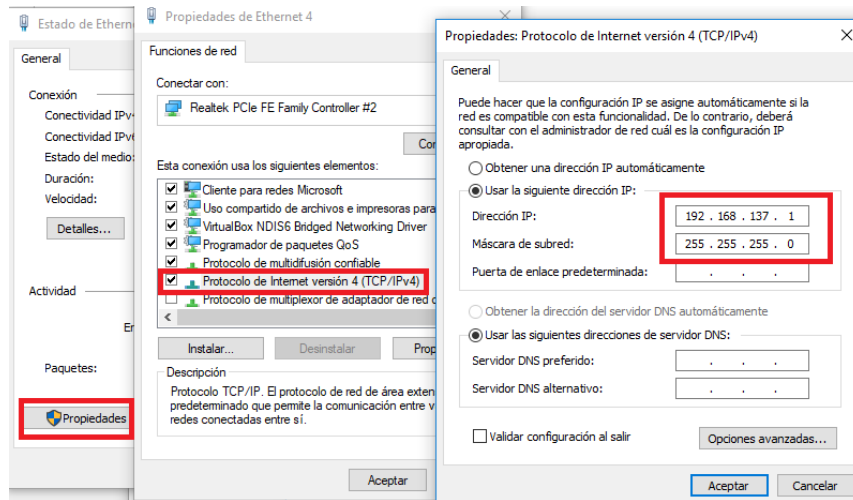 Estado de Ethern
General
Conexión
Conectividad IPv
Conectividad IPv
Estado del medio:
Duración:
Velocidad:
Detalles...
Actividad
Paquetes:
Propiedades
Propiedades de Ethernet 4
Funciones de red
Conectar con:
Realtek PCIe FE Family Controller #2
Esta conexión usa los siguientes elementos:
Cliente para redes Microsoft
Uso compartido de archivos e impresoras para
VirtualBox NDIS6 Bridged Networking Driver
Programador de paquetes QoS
Protocolo de multidifusión confiable
Protocolo de Internet versión 4 (TCP/IPv4)
Protocolo de multiplexor de adaptador de red
Instalar...
Desinstalar
Prop
Descripción
Protocolo TCP/IP. El protocolo de red de área exten
predeterminado que permite la comunicación entre v
redes conectadas entre sí.
Aceptar
Propiedades: Protocolo de Internet versión 4 (TCP/IPv4)
General
Puede hacer que la configuración IP se asigne automáticamente si la
red es compatible con esta funcionalidad. De lo contrario, deberá
consultar con el administrador de red cuál es la configuración IP
apropiada.
Obtener una dirección IP automáticamente
Usar la siguiente dirección IP:
Dirección IP: 192 . 168 . 137 . 1
Máscara de subred: 255 . 255 . 255 . 0
Puerta de enlace predeterminada: . . .
Obtener la dirección del servidor DNS automáticamente
Usar las siguientes direcciones de servidor DNS:
Servidor DNS preferido: . . .
Servidor DNS alternativo: . . .
Validar configuración al salir
Opciones avanzadas...
Aceptar
Cancelar